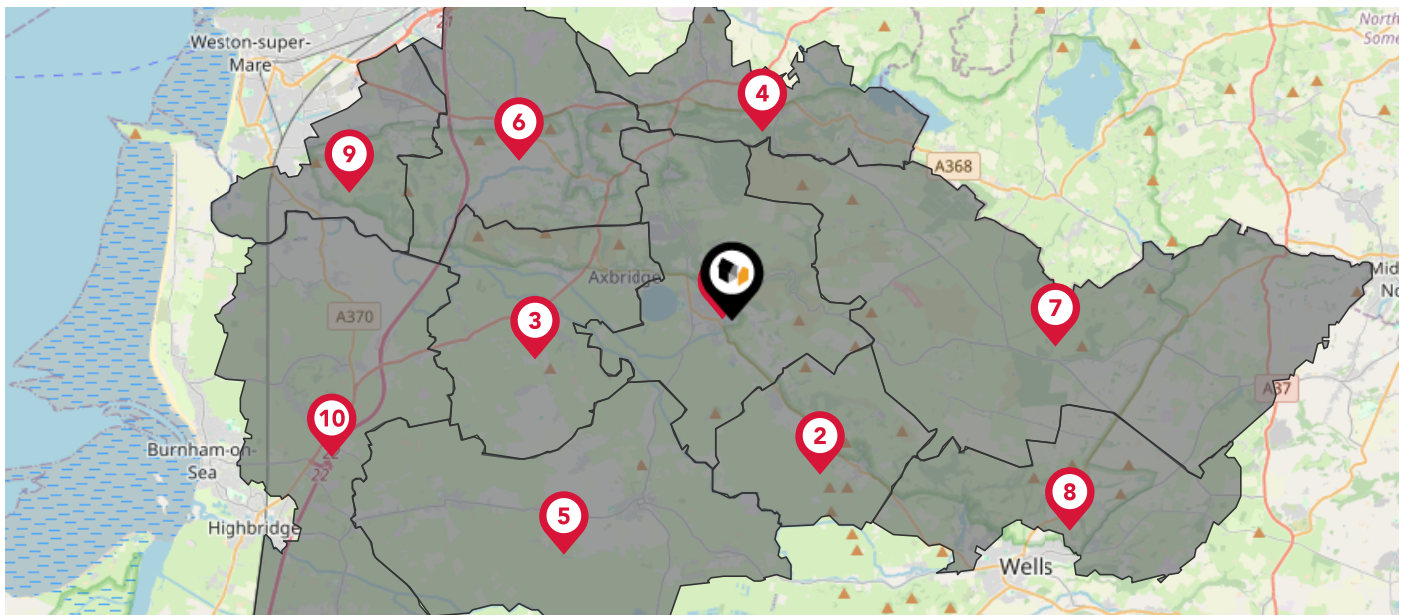 21
North
Some
Weston-super-
Mare
4
6
9
A368
Axbridge
Mid
No
7
A370
3
A37
10
2
Burnham-on-
Sea
22
22
8
5
Highbridge
Wells